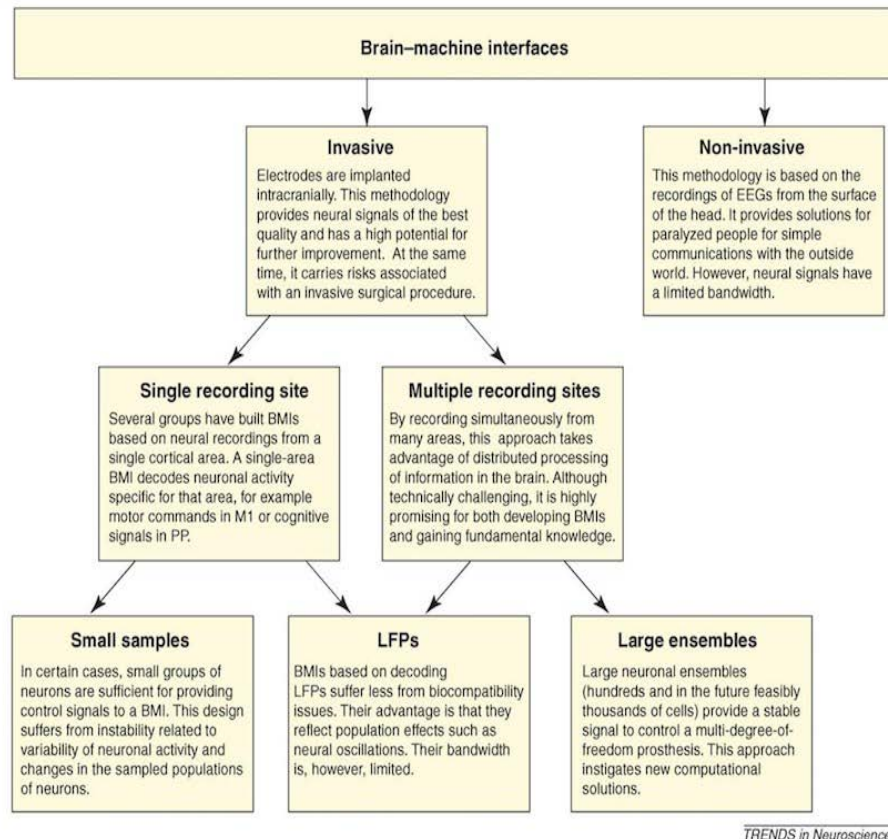 Brain–machine interfaces
Invasive
Electrodes are implanted
intracranially. This methodology
provides neural signals of the best
quality and has a high potential for
further improvement. At the same
time, it carries risks associated
with an invasive surgical procedure.
Non-invasive
This methodology is based on the
recordings of EEGs from the surface
of the head. It provides solutions for
paralyzed people for simple
communications with the outside
world. However, neural signals have
a limited bandwidth.
Single recording site
Several groups have built BMIs
based on neural recordings from a
single cortical area. A single-area
BMI decodes neuronal activity
specific for that area, for example
motor commands in M1 or cognitive
signals in PP.
Multiple recording sites
By recording simultaneously from
many areas, this approach takes
advantage of distributed processing
of information in the brain. Although
technically challenging, it is highly
promising for both developing BMIs
and gaining fundamental knowledge.
Small samples
In certain cases, small groups of
neurons are sufficient for providing
control signals to a BMI. This design
suffers from instability related to
variability of neuronal activity and
changes in the sampled populations
of neurons.
LFPs
BMIs based on decoding
LFPs suffer less from biocompatibility
issues. Their advantage is that they
reflect population effects such as
neural oscillations. Their bandwidth
is, however, limited.
Large ensembles
Large neuronal ensembles
(hundreds and in the future feasibly
thousands of cells) provide a stable
signal to control a multi-degree-of-
freedom prosthesis. This approach
instigates new computational
solutions.
TRENDS in Neuroscience